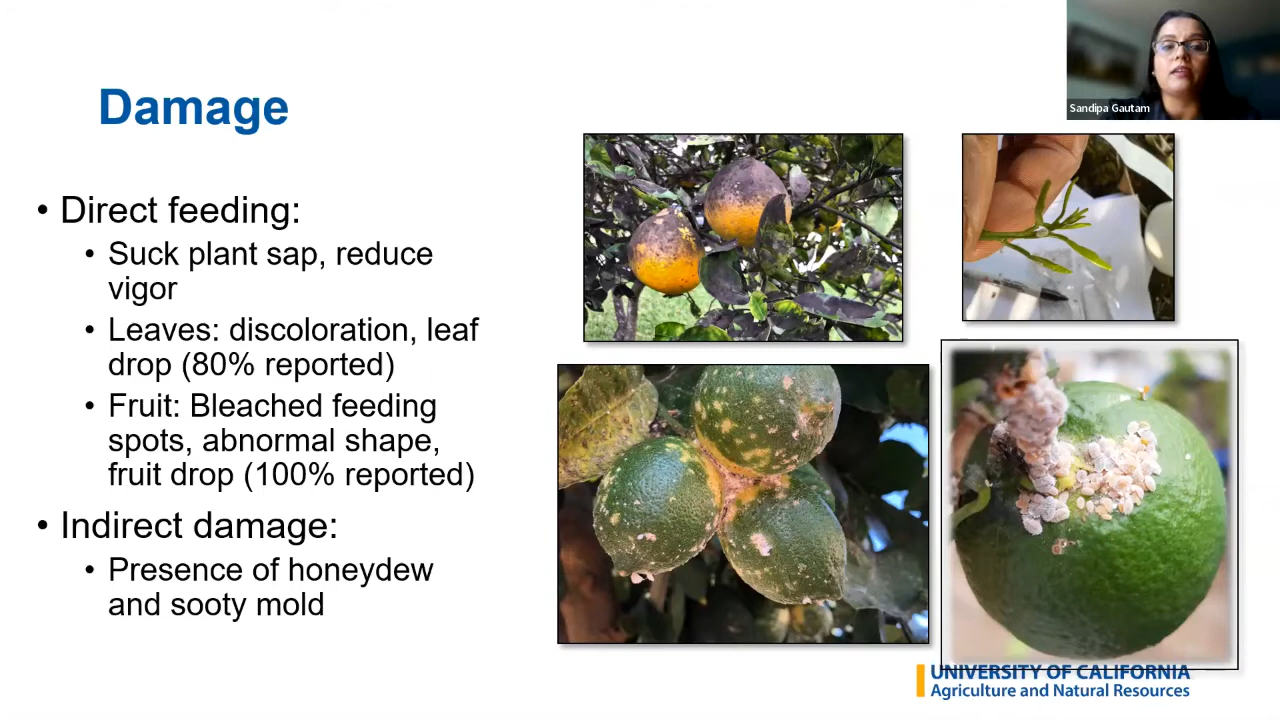 Sandipa Gautam
Damage
• Direct feeding:
• Suck plant sap, reduce
vigor
• Leaves: discoloration, leaf
drop (80% reported)
• Fruit: Bleached feeding
spots, abnormal shape,
fruit drop (100% reported)
• Indirect damage:
• Presence of honeydew
and sooty mold
UNIVERSITY OF CALIFORNIA
Agriculture and Natural Resources